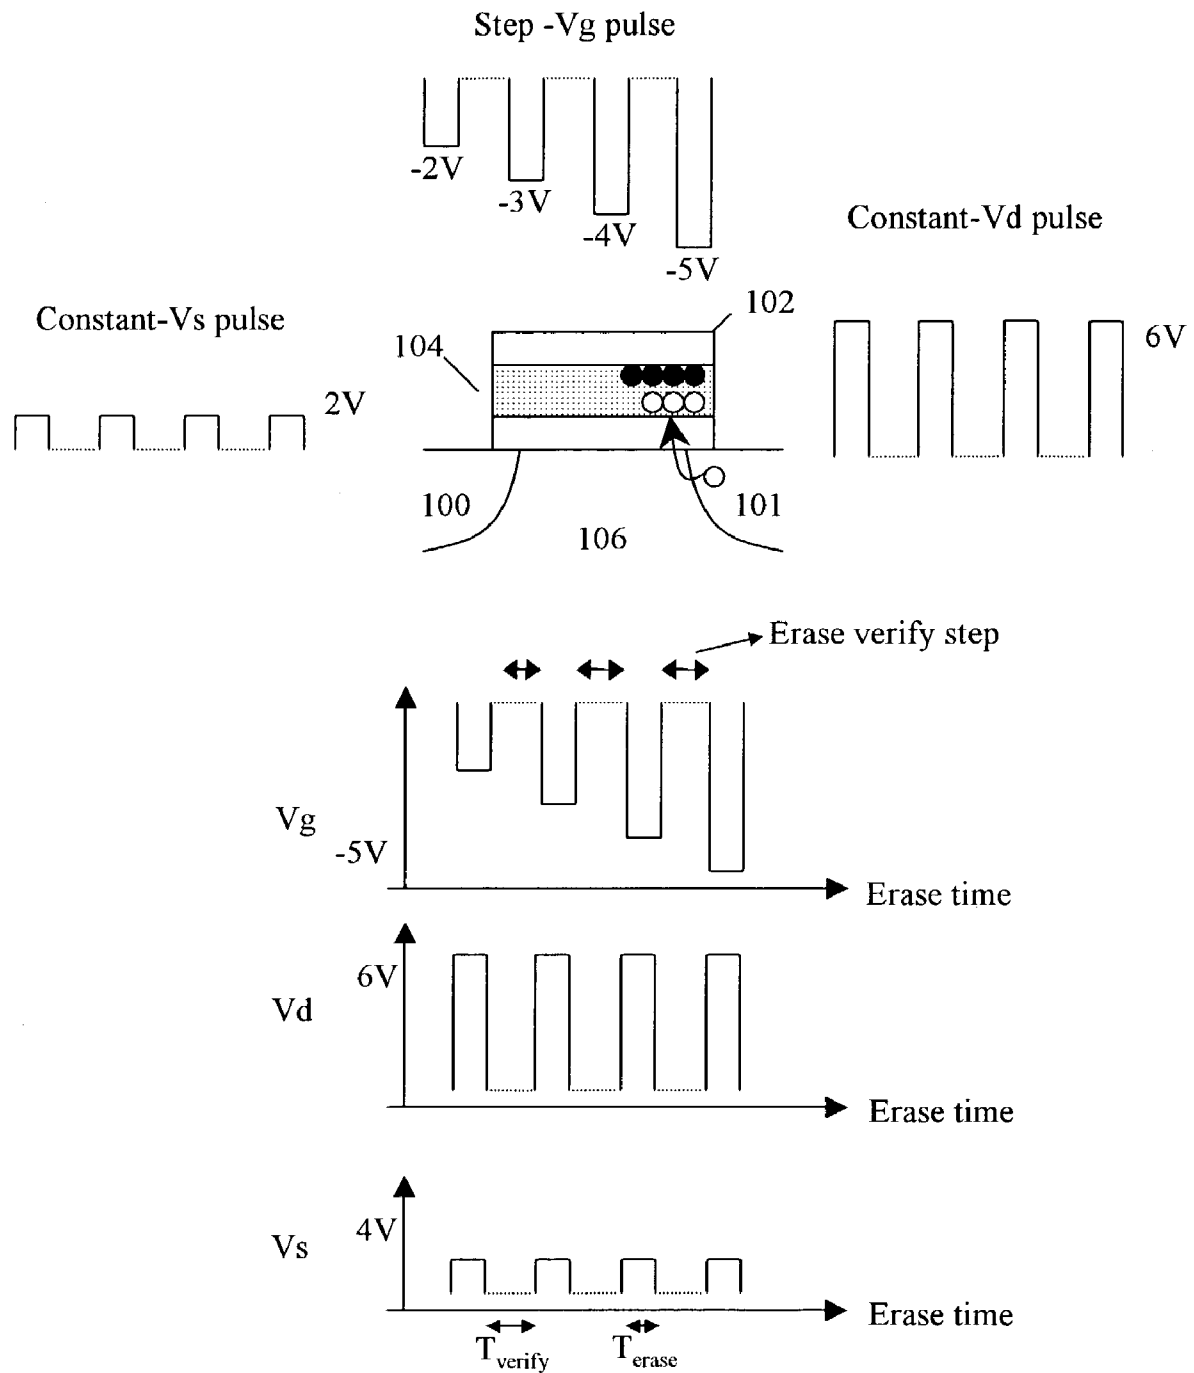 Step -Vg pulse
-2V
-3V
-4V
-5V
Constant-Vd pulse
Constant-Vs pulse
102
104
6V
2V
100
101
106
Erase verify step
Vg
-5V
Erase time
6V
Vd
Erase time
4V
Vs
Erase time
Tverify
Terase